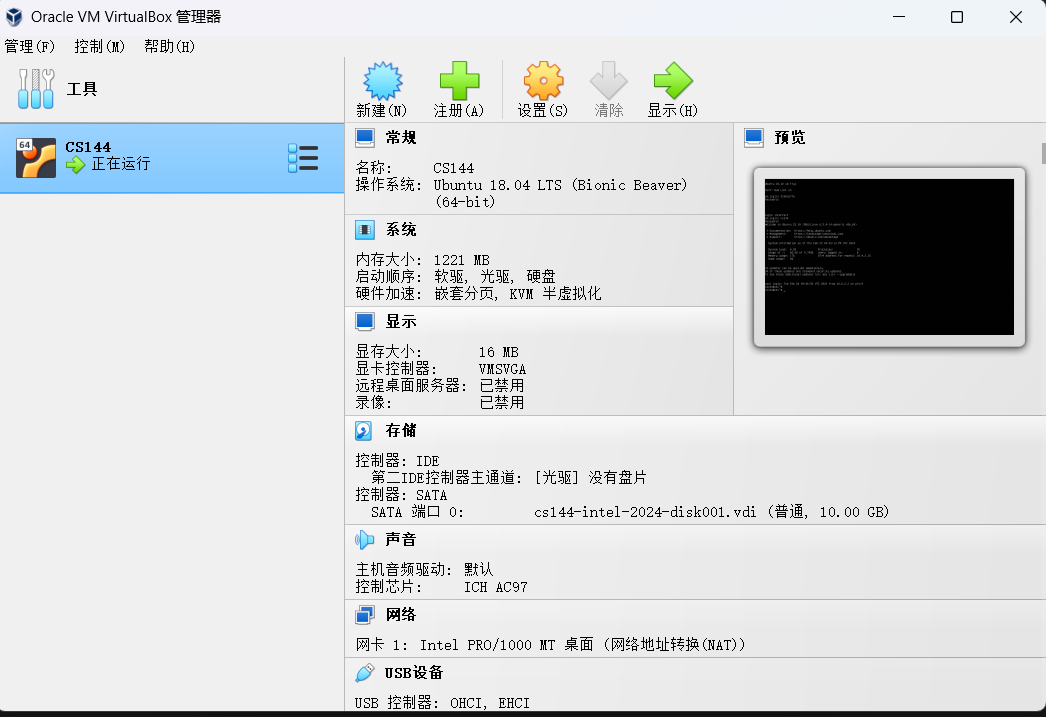 Oracle VM VirtualBox 管理器
管理(F) 控制(M) 帮助(H)
工具
新建(N) 注册(A) 设置(S) 清除 显示(H)
64
CS144
正在运行
常规
名称: CS144
操作系统: Ubuntu 18.04 LTS (Bionic Beaver)
(64-bit)
预览
系统
内存大小: 1221 MB
启动顺序: 软驱, 光驱, 硬盘
硬件加速: 嵌套分页, KVM 半虚拟化
显示
显存大小: 16 MB
显卡控制器: VMSVGA
远程桌面服务器: 已禁用
录像: 已禁用
存储
控制器: IDE
第二IDE控制器主通道: [光驱] 没有盘片
控制器: SATA
SATA 端口 0: cs144-intel-2024-disk001.vdi (普通, 10.00 GB)
声音
主机音频驱动: 默认
控制芯片: ICH AC97
网络
网卡 1: Intel PRO/1000 MT 桌面 (网络地址转换(NAT))
USB设备
USB 控制器: OHCI, EHCI